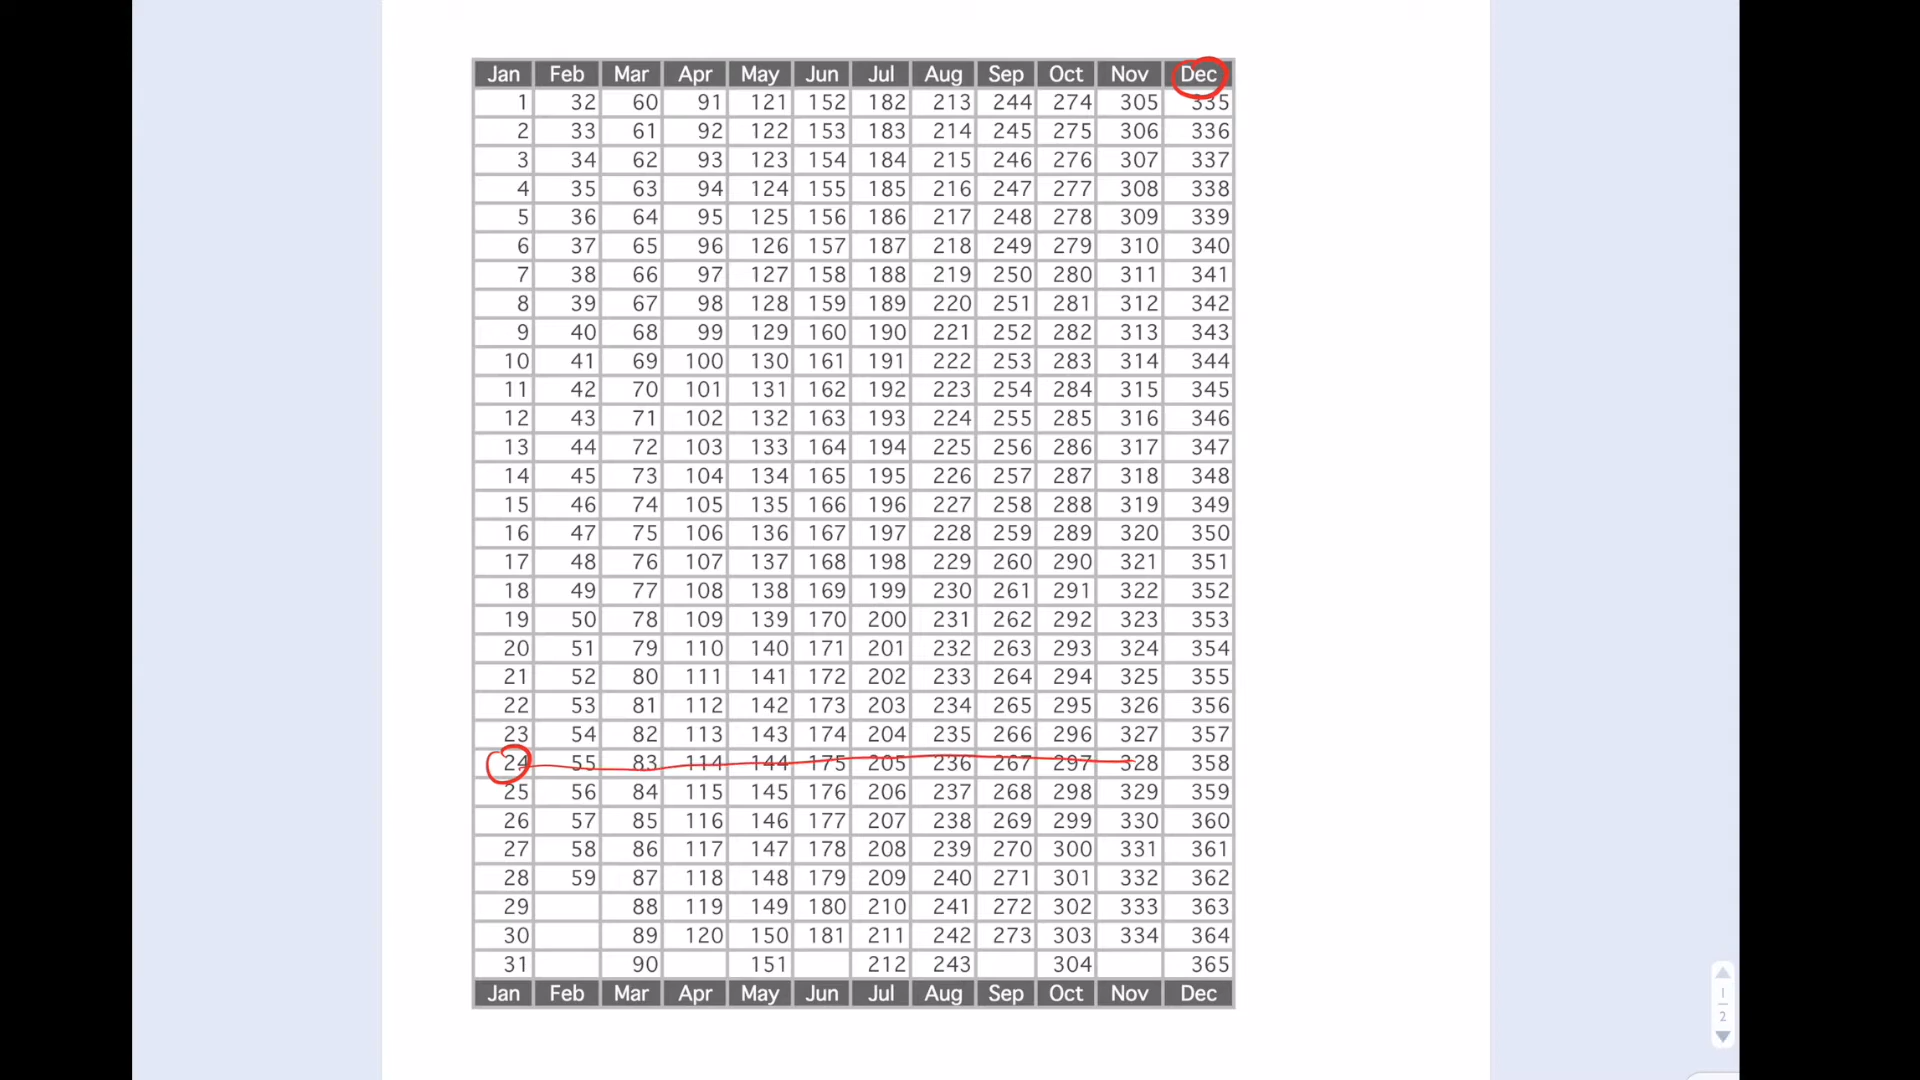 Jan Feb Mar Apr May Jun Jul Aug Sep Oct Nov Dec
1 32 60 91 121 152 182 213 244 274 305 335
2 33 61 92 122 153 183 214 245 275 306 336
3 34 62 93 123 154 184 215 246 276 307 337
4 35 63 94 124 155 185 216 247 277 308 338
5 36 64 95 125 156 186 217 248 278 309 339
6 37 65 96 126 157 187 218 249 279 310 340
7 38 66 97 127 158 188 219 250 280 311 341
8 39 67 98 128 159 189 220 251 281 312 342
9 40 68 99 129 160 190 221 252 282 313 343
10 41 69 100 130 161 191 222 253 283 314 344
11 42 70 101 131 162 192 223 254 284 315 345
12 43 71 102 132 163 193 224 255 285 316 346
13 44 72 103 133 164 194 225 256 286 317 347
14 45 73 104 134 165 195 226 257 287 318 348
15 46 74 105 135 166 196 227 258 288 319 349
16 47 75 106 136 167 197 228 259 289 320 350
17 48 76 107 137 168 198 229 260 290 321 351
18 49 77 108 138 169 199 230 261 291 322 352
19 50 78 109 139 170 200 231 262 292 323 353
20 51 79 110 140 171 201 232 263 293 324 354
21 52 80 111 141 172 202 233 264 294 325 355
22 53 81 112 142 173 203 234 265 295 326 356
23 54 82 113 143 174 204 235 266 296 327 357
24 55 83 114 144 175 205 236 267 297 328 358
25 56 84 115 145 176 206 237 268 298 329 359
26 57 85 116 146 177 207 238 269 299 330 360
27 58 86 117 147 178 208 239 270 300 331 361
28 59 87 118 148 179 209 240 271 301 332 362
29 88 119 149 180 210 241 272 302 333 363
30 89 120 150 181 211 242 273 303 334 364
31 90 151 212 243 304 365
Jan Feb Mar Apr May Jun Jul Aug Sep Oct Nov Dec
1
2